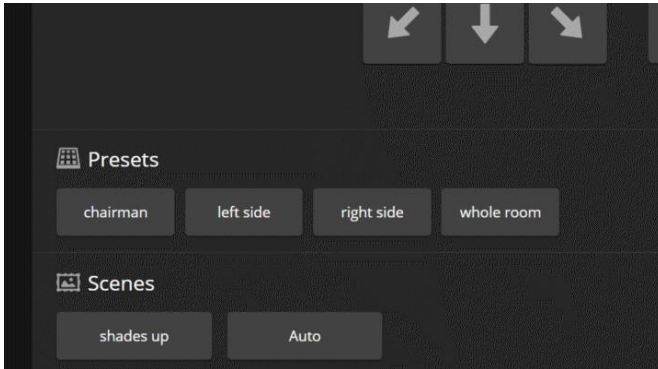 Presets
chairman left side right side whole room
Scenes
shades up Auto